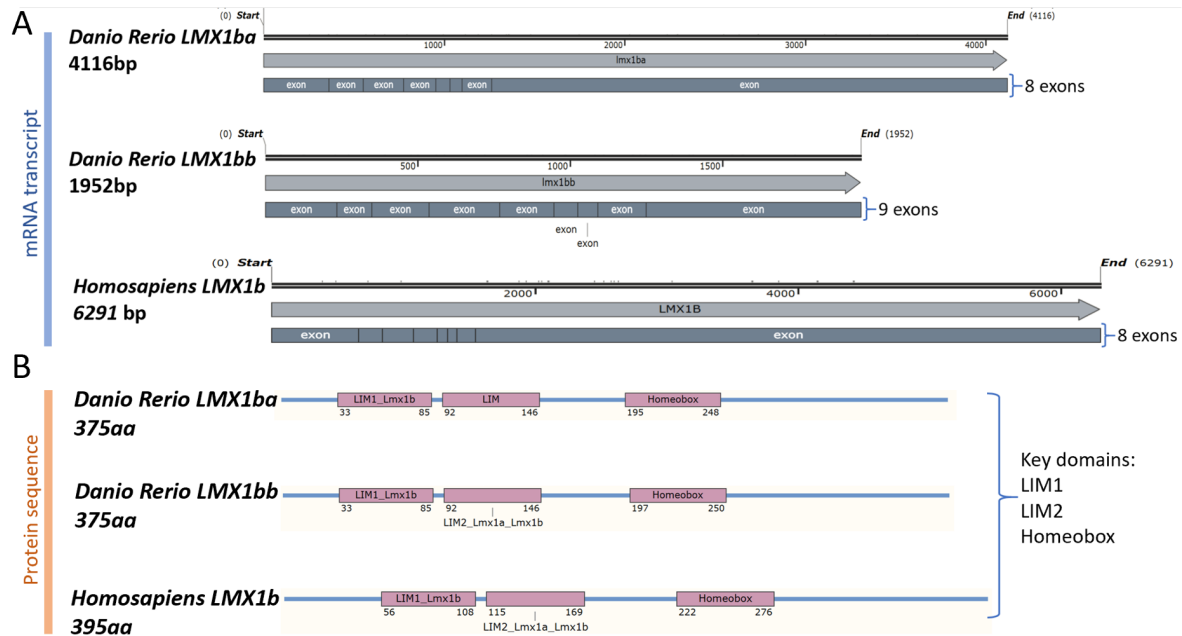 A
mRNA transcript
(0) Start
End (4116)
Danio Rerio LMX1ba
4116bp
1000
2000
3000
4000
lmx1ba
exon exon exon exon exon exon
8 exons
(0) Start
End (1952)
Danio Rerio LMX1bb
1952bp
500
1000
1500
lmx1bb
exon exon exon exon exon exon exon
exon
exon
9 exons
(0) Start
End (6291)
Homosapiens LMX1b
6291 bp
2000
4000
6000
LMX1B
exon exon
8 exons
B
Protein sequence
Danio Rerio LMX1ba
375aa
LIM1_Lmx1b LIM Homeobox
33 85 92 146 195 248
Danio Rerio LMX1bb
375aa
LIM1_Lmx1b Homeobox
33 85 92 146 197 250
LIM2_Lmx1a_Lmx1b
Homosapiens LMX1b
395aa
LIM1_Lmx1b Homeobox
56 108 115 169 222 276
LIM2_Lmx1a_Lmx1b
Key domains:
LIM1
LIM2
Homeobox